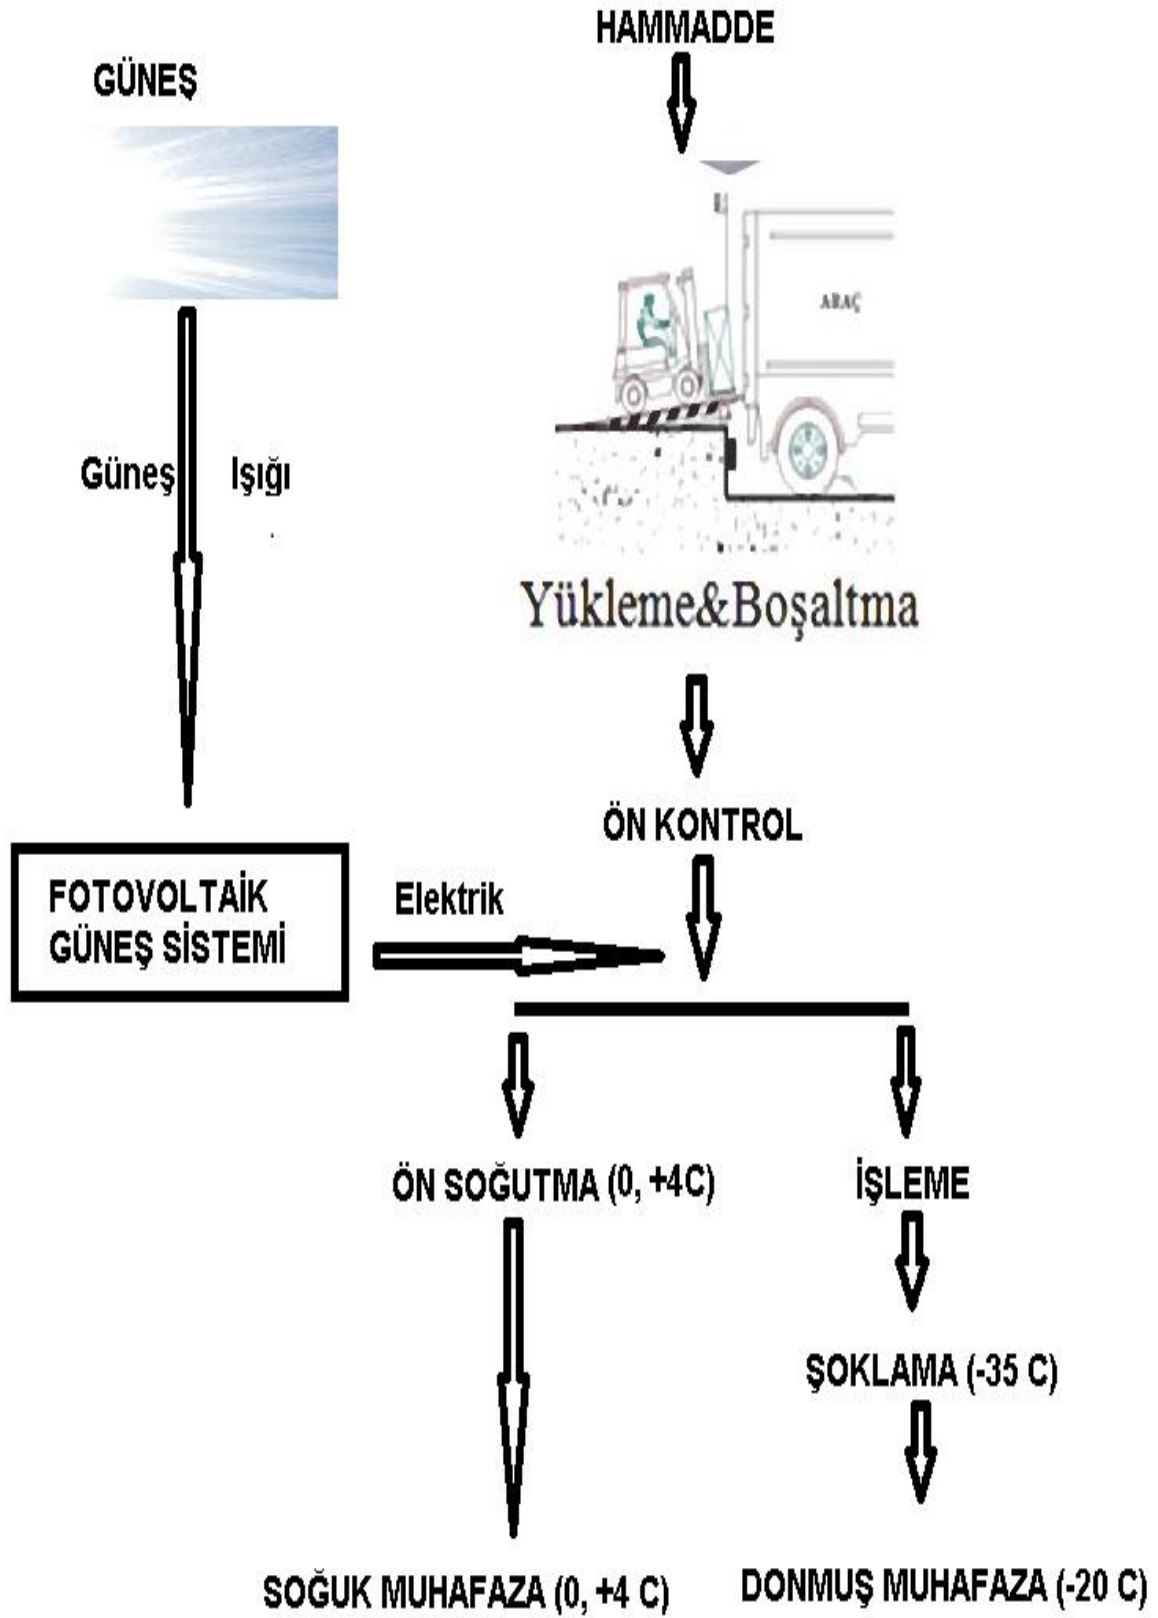 HAMMADDE
GÜNEŞ
ARAÇ
Güneş Işığı
Yükleme&Boşaltma
ÖN KONTROL
FOTOVOLTAİK
GÜNEŞ SİSTEMİ
Elektrik
ÖN SOĞUTMA (0, +4C)
İŞLEME
ŞOKLAMA (-35 C)
SOĞUK MUHAFAZA (0, +4 C)
DONMUŞ MUHAFAZA (-20 C)